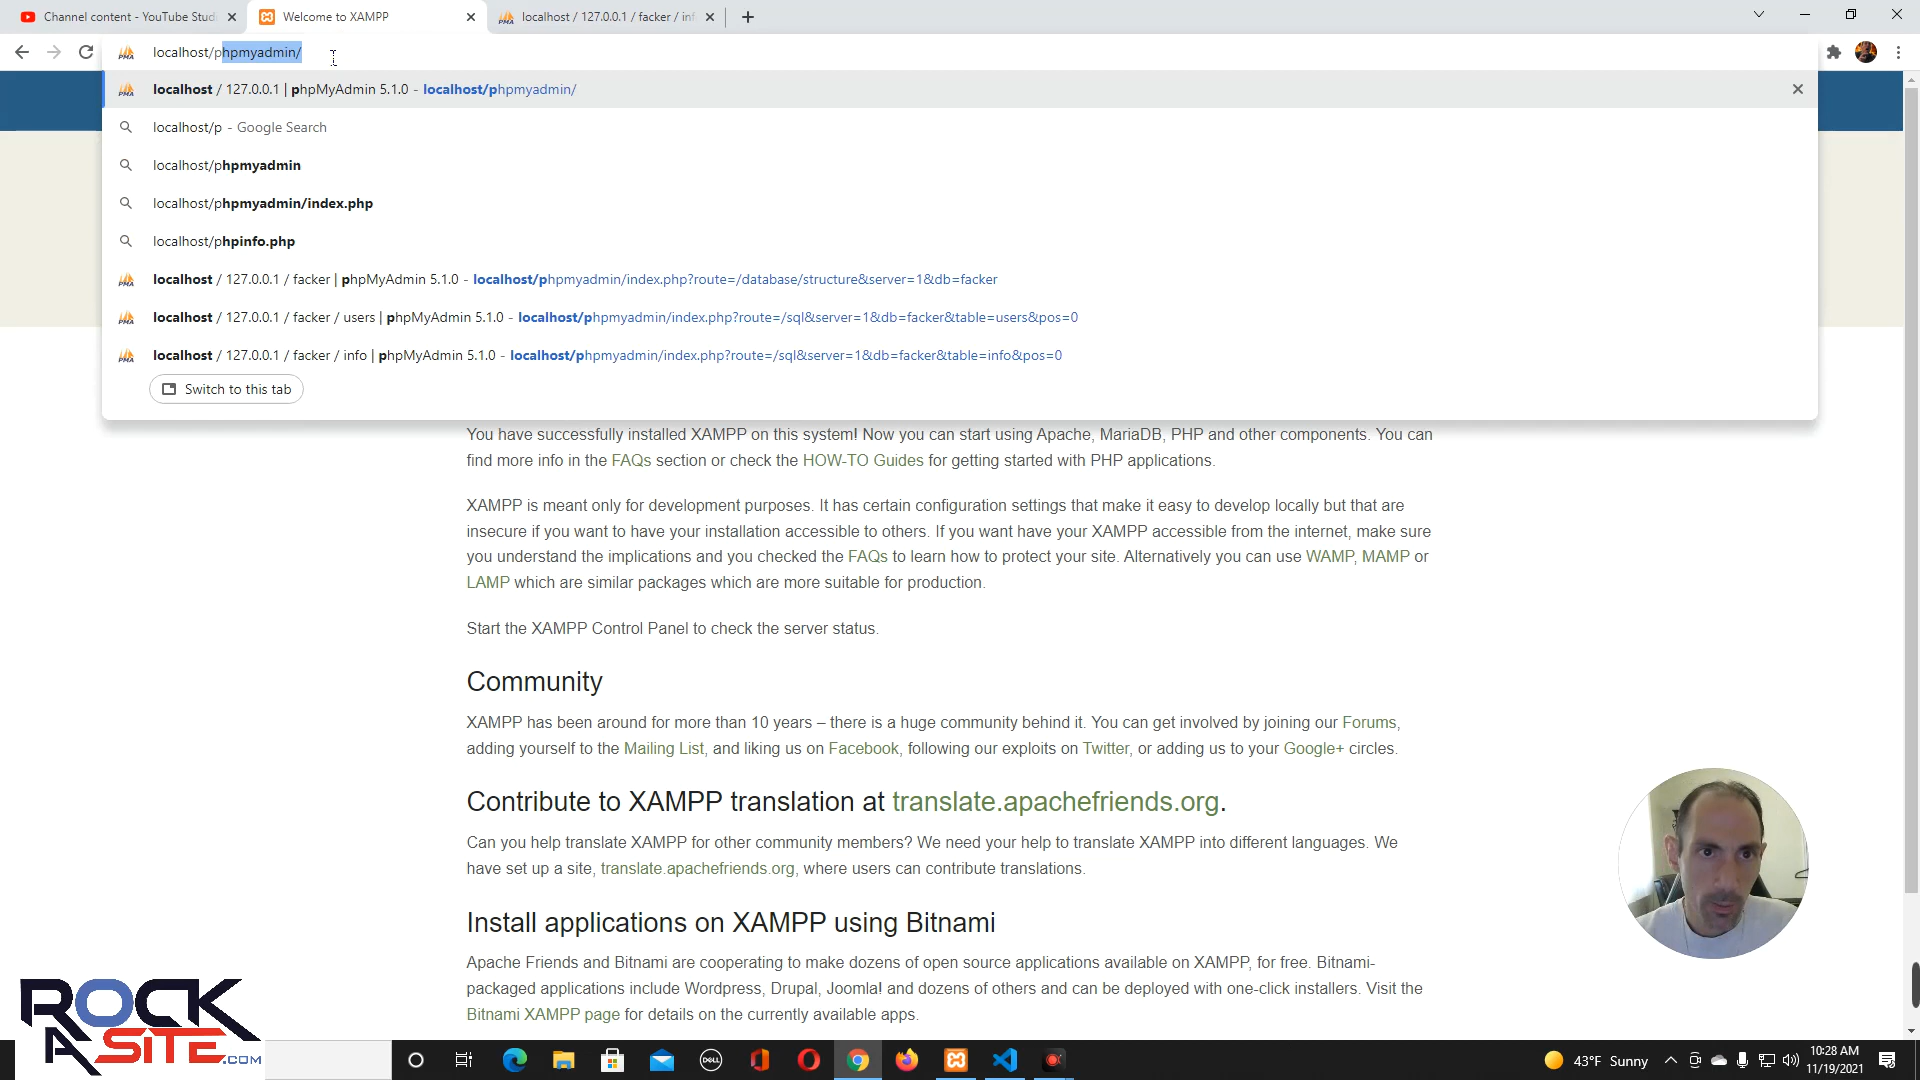 Channel content - YouTube Stud
Welcome to XAMPP
localhost / 127.0.0.1 / facker / inf
localhost/phpmyadmin/
localhost / 127.0.0.1 | phpMyAdmin 5.1.0 - localhost/phpmyadmin/
localhost/p - Google Search
localhost/phpmyadmin
localhost/phpmyadmin/index.php
localhost/phpinfo.php
localhost / 127.0.0.1 / facker | phpMyAdmin 5.1.0 - localhost/phpmyadmin/index.php?route=/database/structure&server=1&db=facker
localhost / 127.0.0.1 / facker / users | phpMyAdmin 5.1.0 - localhost/phpmyadmin/index.php?route=/sql&server=1&db=facker&table=users&pos=0
localhost / 127.0.0.1 / facker / info | phpMyAdmin 5.1.0 - localhost/phpmyadmin/index.php?route=/sql&server=1&db=facker&table=info&pos=0
Switch to this tab
You have successfully installed XAMPP on this system! Now you can start using Apache, MariaDB, PHP and other components. You can
find more info in the FAQs section or check the HOW-TO Guides for getting started with PHP applications.
XAMPP is meant only for development purposes. It has certain configuration settings that make it easy to develop locally but that are
insecure if you want to have your installation accessible to others. If you want have your XAMPP accessible from the internet, make sure
you understand the implications and you checked the FAQs to learn how to protect your site. Alternatively you can use WAMP, MAMP or
LAMP which are similar packages which are more suitable for production.
Start the XAMPP Control Panel to check the server status.
Community
XAMPP has been around for more than 10 years – there is a huge community behind it. You can get involved by joining our Forums,
adding yourself to the Mailing List, and liking us on Facebook, following our exploits on Twitter, or adding us to your Google+ circles.
Contribute to XAMPP translation at translate.apachefriends.org.
Can you help translate XAMPP for other community members? We need your help to translate XAMPP into different languages. We
have set up a site, translate.apachefriends.org, where users can contribute translations.
Install applications on XAMPP using Bitnami
Apache Friends and Bitnami are cooperating to make dozens of open source applications available on XAMPP, for free. Bitnami-
packaged applications include Wordpress, Drupal, Joomla! and dozens of others and can be deployed with one-click installers. Visit the
Bitnami XAMPP page for details on the currently available apps.
ROCK
A SITE.COM
DELL
43°F Sunny
10:28 AM
11/19/2021